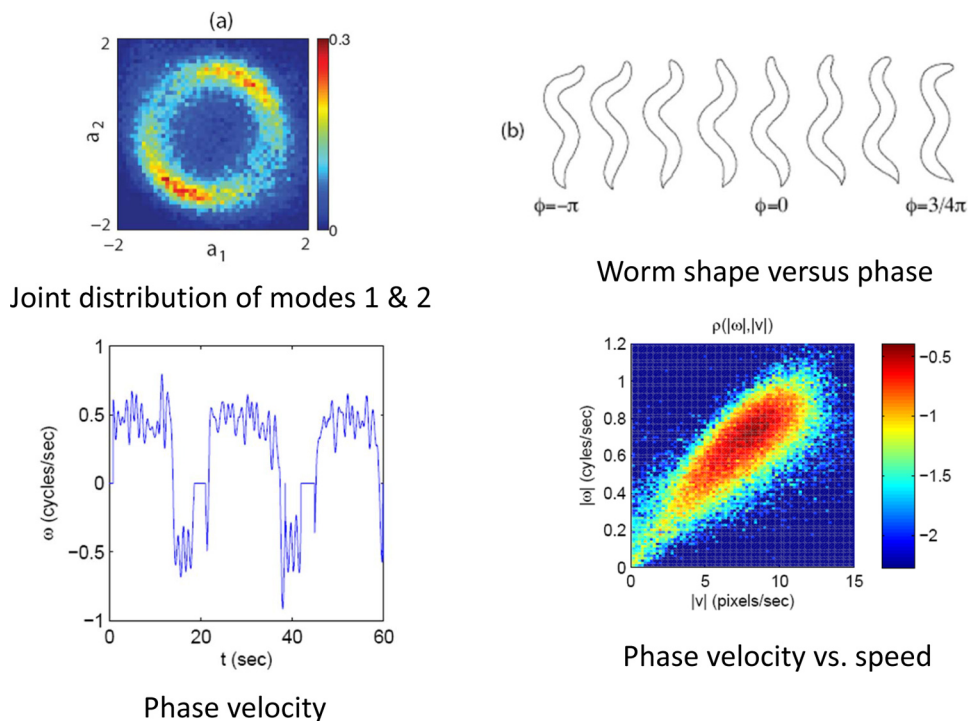 (a)
2
a₂
−2
−2
a₁
2
0.3
0
Joint distribution of modes 1 & 2
(b)
ϕ=−π
ϕ=0
ϕ=3/4π
Worm shape versus phase
1
0.5
0
−0.5
−1
ω (cycles/sec)
0 20 40 60
t (sec)
Phase velocity
ρ(|ω|,|v|)
1.2
1
0.8
0.6
0.4
0.2
0
|ω| (cyles/sec)
0 5 10 15
|v| (pixels/sec)
−0.5
−1
−1.5
−2
Phase velocity vs. speed